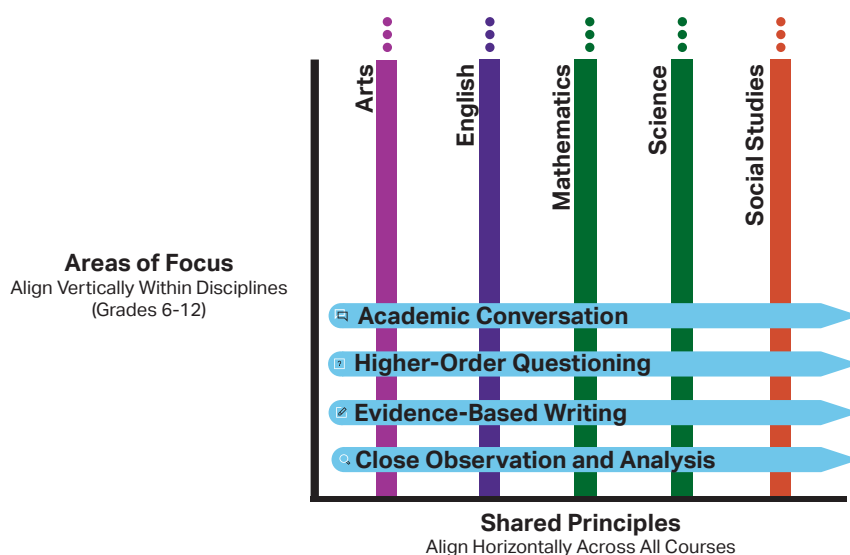 Arts
English
Mathematics
Science
Social Studies
Areas of Focus
Align Vertically Within Disciplines
(Grades 6-12)
Academic Conversation
? Higher-Order Questioning
Evidence-Based Writing
Close Observation and Analysis
Shared Principles
Align Horizontally Across All Courses